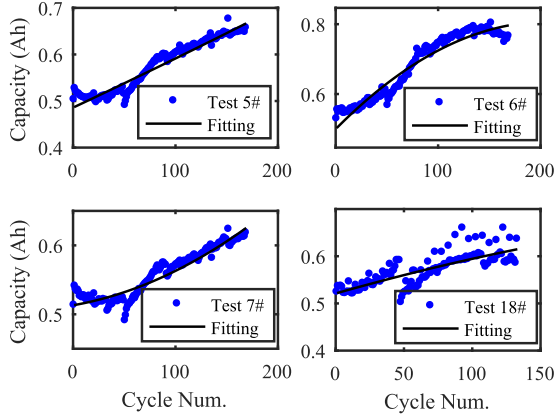 0.7
0.6
0.5
0.4
Capacity (Ah)
Test 5#
Fitting
0 100 200
0.8
0.6
Test 6#
Fitting
0 100 200
0.6
0.5
Capacity (Ah)
Test 7#
Fitting
0 100 200
Cycle Num.
0.6
0.5
0.4
Test 18#
Fitting
0 50 100 150
Cycle Num.